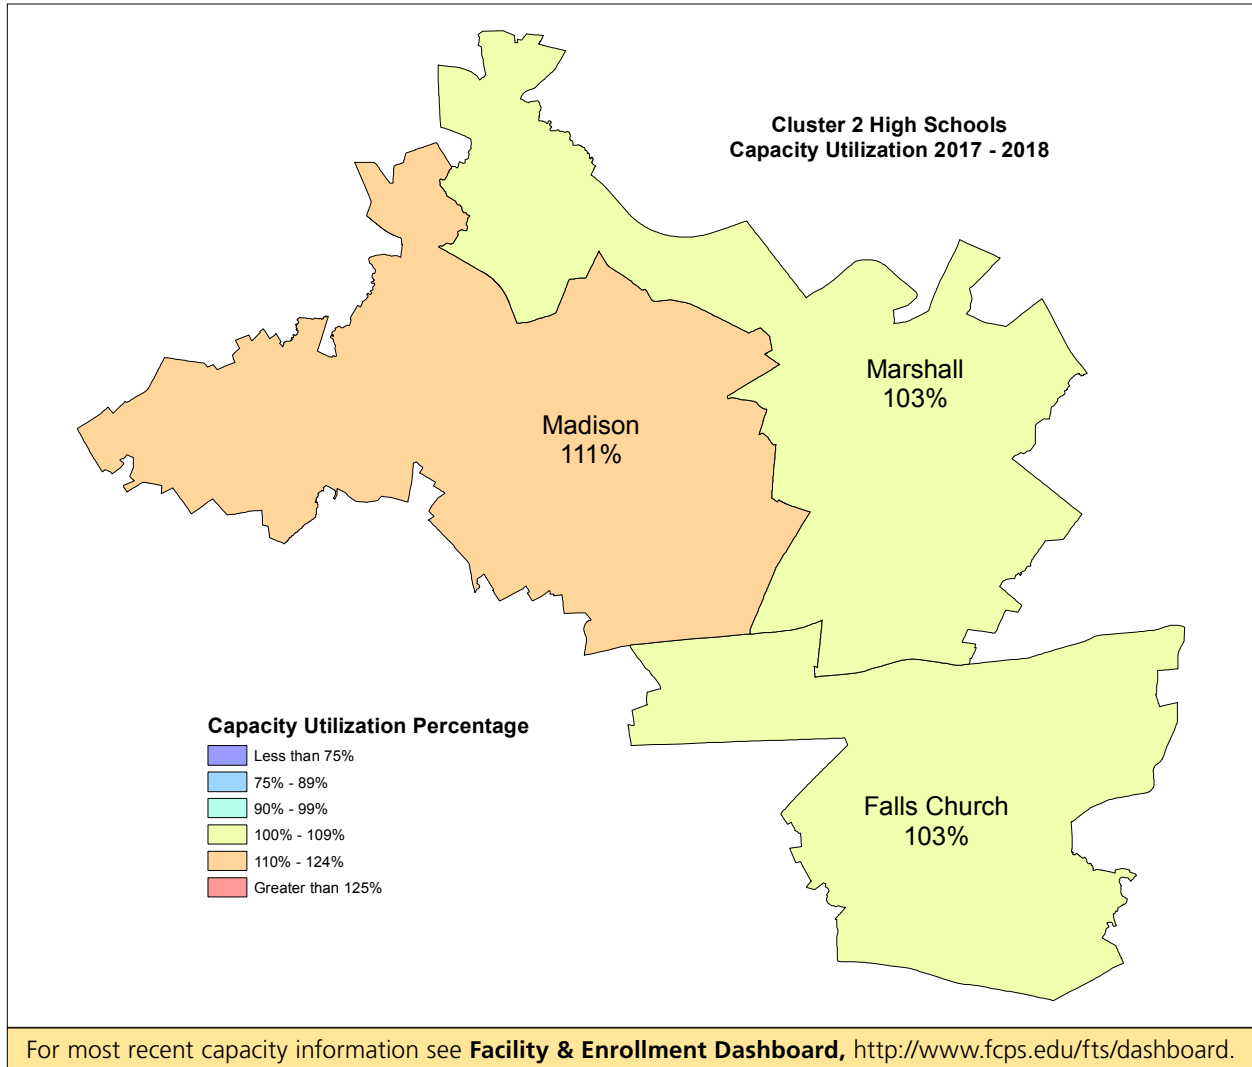 Cluster 2 High Schools
Capacity Utilization 2017 - 2018
Marshall
103%
Madison
111%
Capacity Utilization Percentage
Less than 75%
75% - 89%
90% - 99%
100% - 109%
110% - 124%
Greater than 125%
Falls Church
103%
For most recent capacity information see Facility & Enrollment Dashboard, http://www.fcps.edu/fts/dashboard.